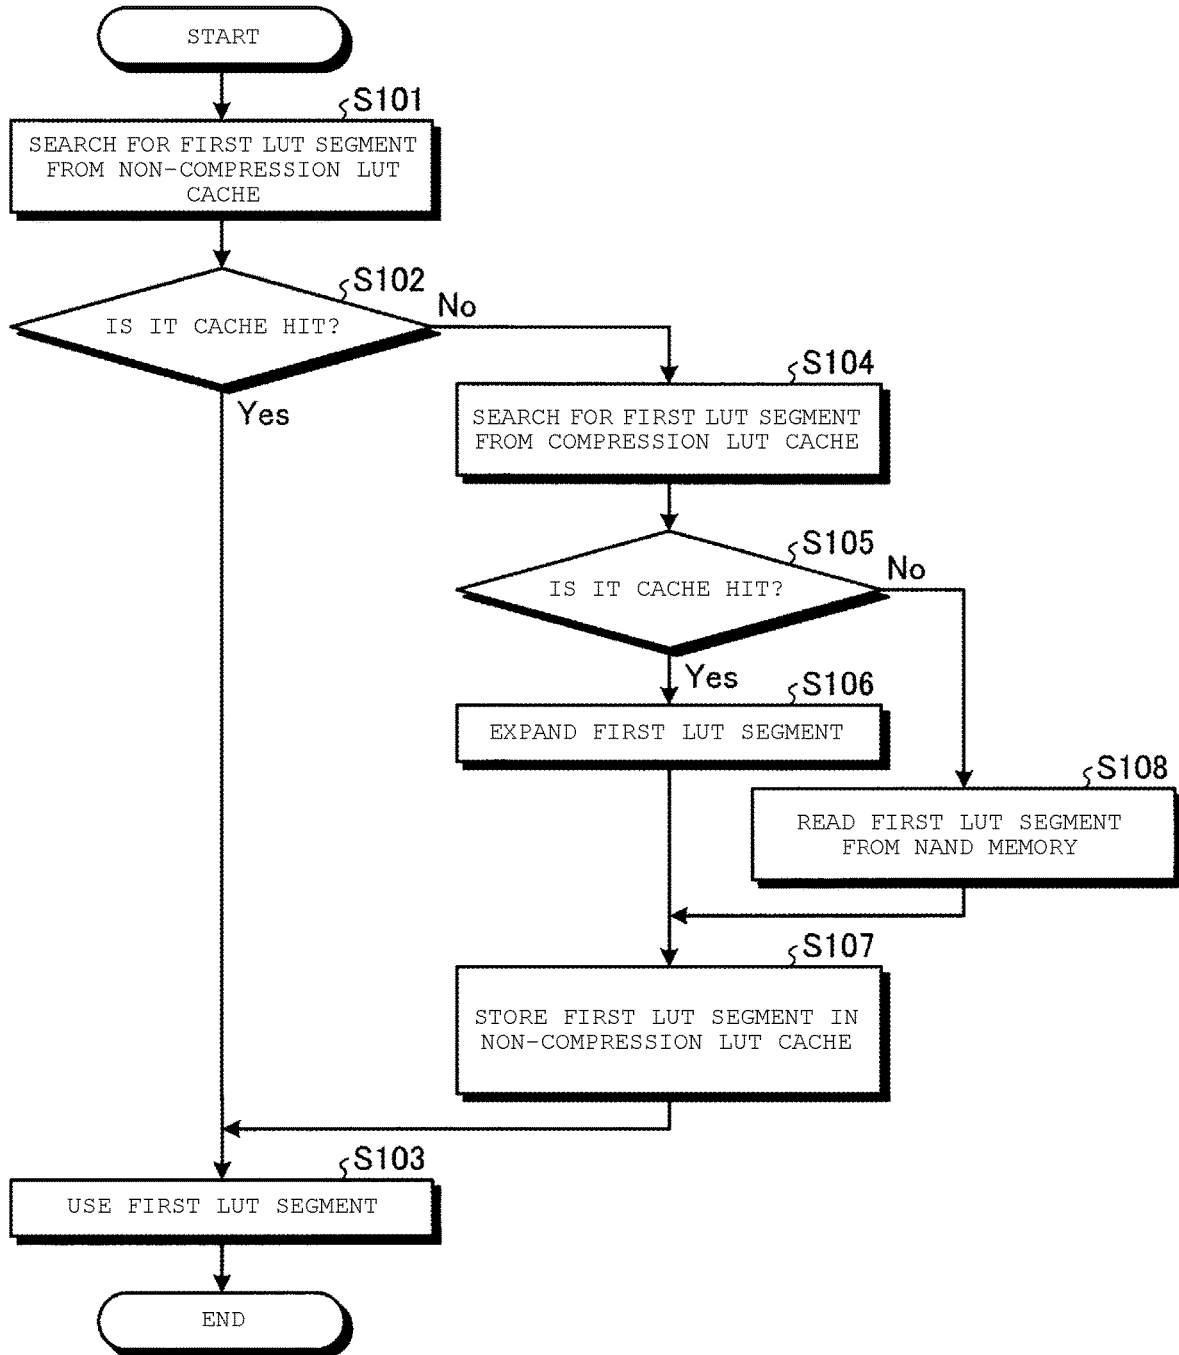 START
S101
SEARCH FOR FIRST LUT SEGMENT
FROM NON-COMPRESSION LUT
CACHE
S102
IS IT CACHE HIT?
No
Yes
S104
SEARCH FOR FIRST LUT SEGMENT
FROM COMPRESSION LUT CACHE
S105
IS IT CACHE HIT?
No
Yes
S106
EXPAND FIRST LUT SEGMENT
S108
READ FIRST LUT SEGMENT
FROM NAND MEMORY
S107
STORE FIRST LUT SEGMENT IN
NON-COMPRESSION LUT CACHE
S103
USE FIRST LUT SEGMENT
END